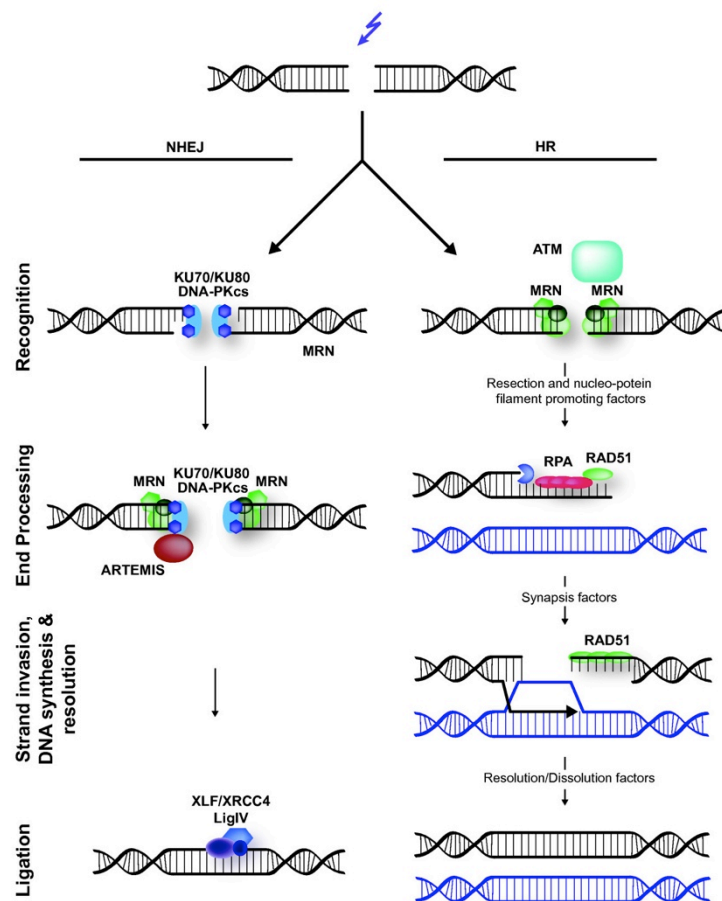 NHEJ
HR
Recognition
KU70/KU80
DNA-PKcs
MRN
ATM
MRN
MRN
Resection and nucleo-potein
filament promoting factors
End Processing
MRN
KU70/KU80
DNA-PKcs
MRN
ARTEMIS
RPA
RAD51
Synapsis factors
Strand invasion,
DNA synthesis &
resolution
RAD51
Resolution/Dissolution factors
Ligation
XLF/XRCC4
LigIV